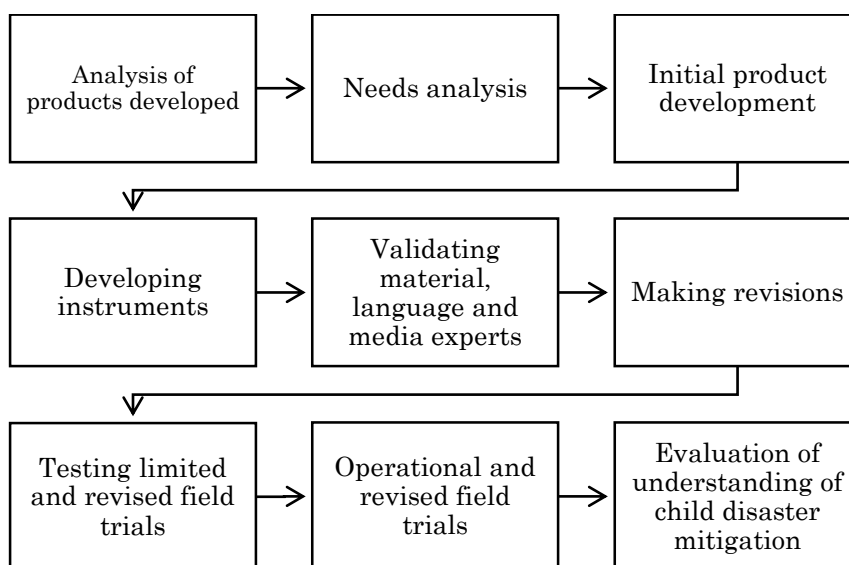 Analysis of
products developed
Needs analysis
Initial product
development
Developing
instruments
Validating
material,
language and
media experts
Making revisions
Testing limited
and revised field
trials
Operational and
revised field
trials
Evaluation of
understanding of
child disaster
mitigation